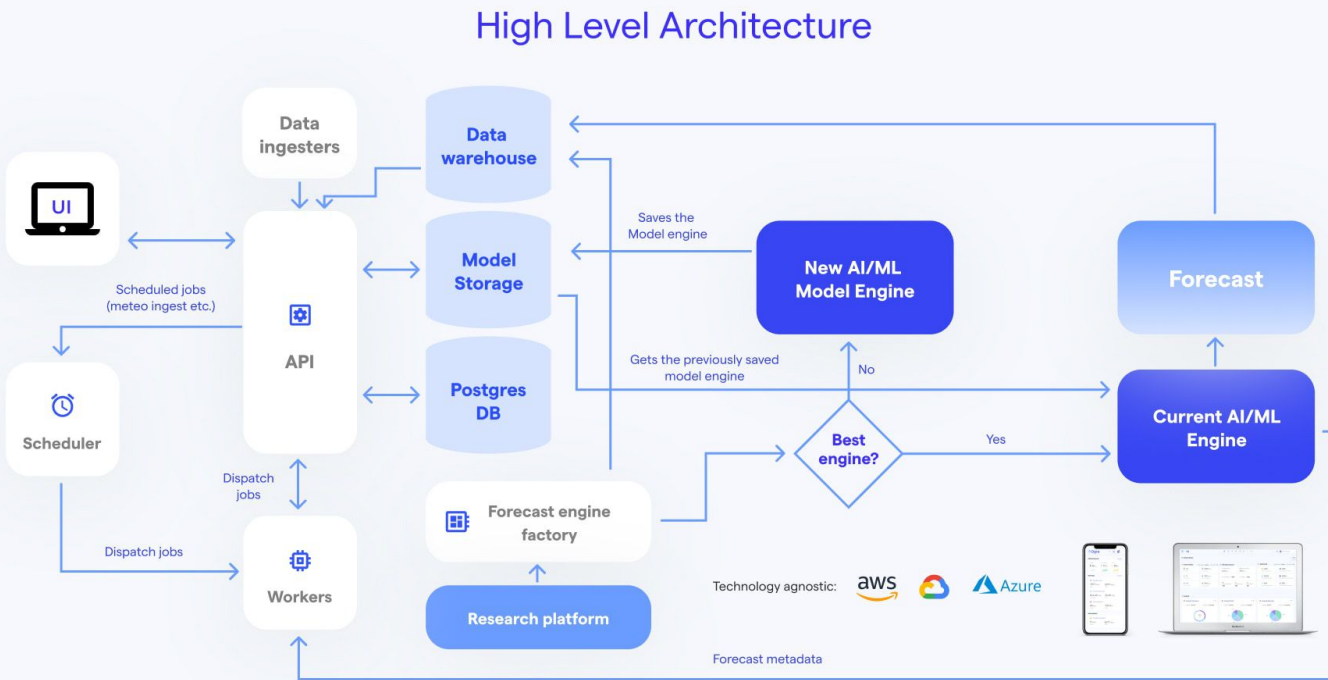 High Level Architecture
Data
ingesters
Data
warehouse
UI
Saves the
Model engine
Model
Storage
New AI/ML
Model Engine
Forecast
Scheduled jobs
(meteo ingest etc.)
API
Gets the previously saved
model engine
No
Postgres
DB
Scheduler
Best
engine?
Yes
Current AI/ML
Engine
Dispatch
jobs
Forecast engine
factory
Dispatch jobs
Workers
Research platform
Technology agnostic:
aws
Azure
Forecast metadata